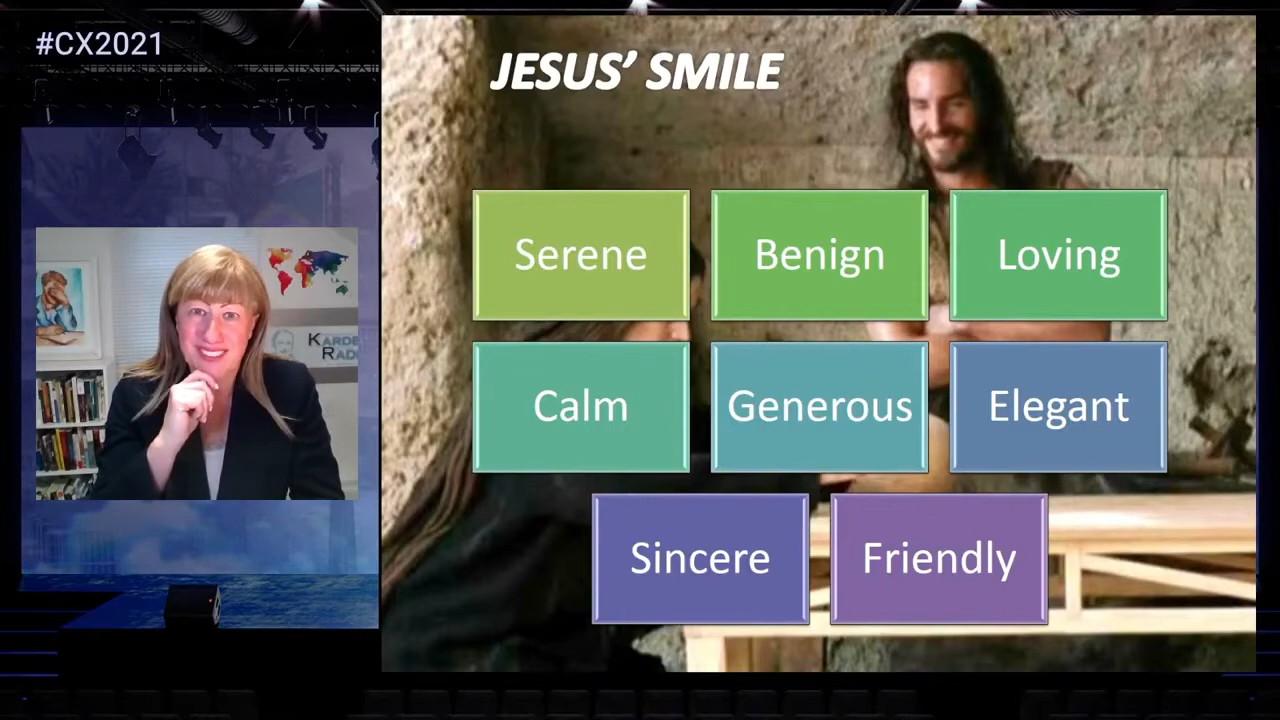 #CX2021
JESUS' SMILE
Serene
Benign
Loving
Calm
Generous
Elegant
Sincere
Friendly